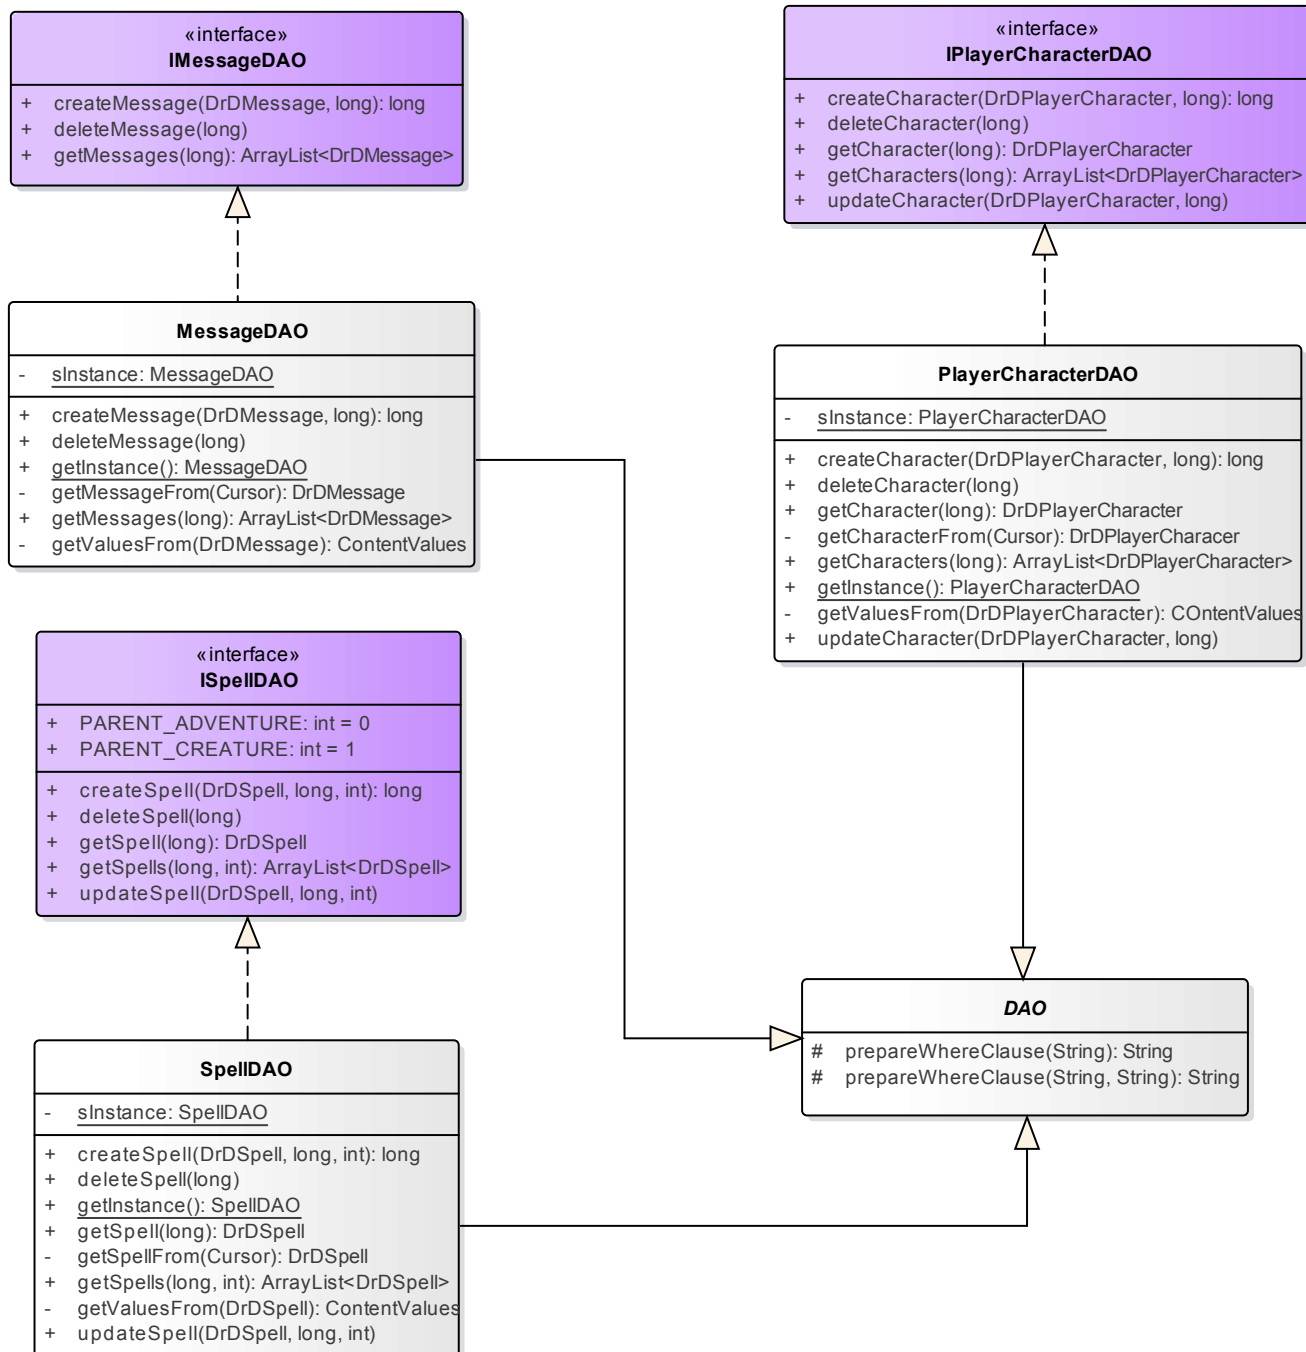 «interface»
IMessageDAO
+ createMessage(DrDMessage, long): long
+ deleteMessage(long)
+ getMessages(long): ArrayList<DrDMessage>
«interface»
IPlayerCharacterDAO
+ createCharacter(DrDPlayerCharacter, long): long
+ deleteCharacter(long)
+ getCharacter(long): DrDPlayerCharacter
+ getCharacters(long): ArrayList<DrDPlayerCharacter>
+ updateCharacter(DrDPlayerCharacter, long)
MessageDAO
- sInstance: MessageDAO
+ createMessage(DrDMessage, long): long
+ deleteMessage(long)
+ getInstance(): MessageDAO
- getMessageFrom(Cursor): DrDMessage
+ getMessages(long): ArrayList<DrDMessage>
- getValuesFrom(DrDMessage): ContentValues
PlayerCharacterDAO
- sInstance: PlayerCharacterDAO
+ createCharacter(DrDPlayerCharacter, long): long
+ deleteCharacter(long)
+ getCharacter(long): DrDPlayerCharacter
- getCharacterFrom(Cursor): DrDPlayerCharacer
+ getCharacters(long): ArrayList<DrDPlayerCharacter>
+ getInstance(): PlayerCharacterDAO
- getValuesFrom(DrDPlayerCharacter): COntentValues
+ updateCharacter(DrDPlayerCharacter, long)
«interface»
ISpellDAO
+ PARENT_ADVENTURE: int = 0
+ PARENT_CREATURE: int = 1
+ createSpell(DrDSpell, long, int): long
+ deleteSpell(long)
+ getSpell(long): DrDSpell
+ getSpells(long, int): ArrayList<DrDSpell>
+ updateSpell(DrDSpell, long, int)
DAO
# prepareWhereClause(String): String
# prepareWhereClause(String, String): String
SpellDAO
- sInstance: SpellDAO
+ createSpell(DrDSpell, long, int): long
+ deleteSpell(long)
+ getInstance(): SpellDAO
+ getSpell(long): DrDSpell
- getSpellFrom(Cursor): DrDSpell
+ getSpells(long, int): ArrayList<DrDSpell>
- getValuesFrom(DrDSpell): ContentValues
+ updateSpell(DrDSpell, long, int)